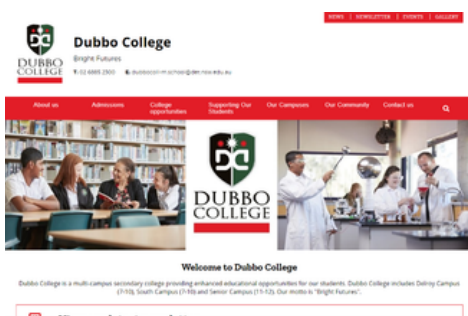 NEWS | NEWSLETTER | EVENTS | GALLERY
DUBBO
COLLEGE
Dubbo College
Bright Futures
About us
Admissions
College opportunities
Supporting Our Students
Our Campuses
Our Community
Contact us
DUBBO
COLLEGE
Welcome to Dubbo College
Dubbo College is a multi-campus secondary college providing enhanced educational opportunities for our students. Dubbo College includes Delroy Campus
(7-10), South Campus (7-10) and Senior Campus (11-12). Our motto is "Bright Futures".